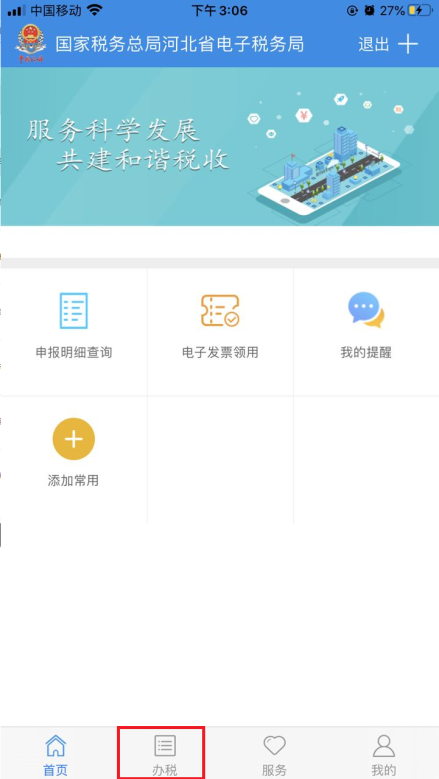 中国移动 下午3:06 27%
国家税务总局河北省电子税务局 退出
服务科学发展
共建和谐税收
申报明细查询 电子发票领用 我的提醒
添加常用
首页 办税 服务 我的